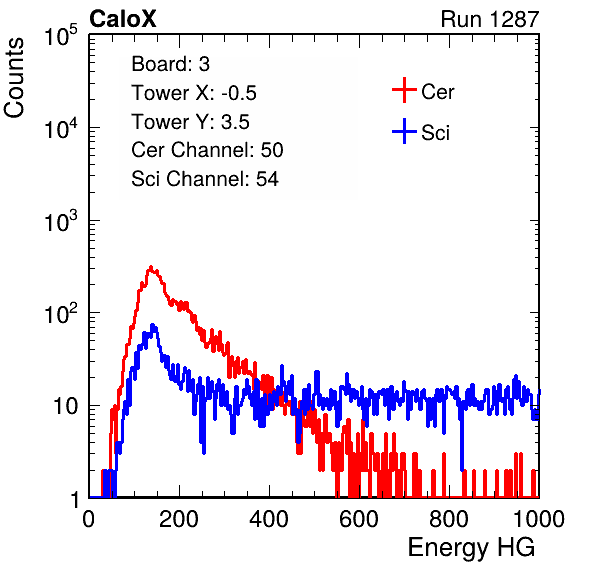 CaloX Run 1287
Counts
10^5
10^4
10^3
10^2
10
1
Board: 3
Tower X: -0.5
Tower Y: 3.5
Cer Channel: 50
Sci Channel: 54
Cer
Sci
0 200 400 600 800 1000
Energy HG